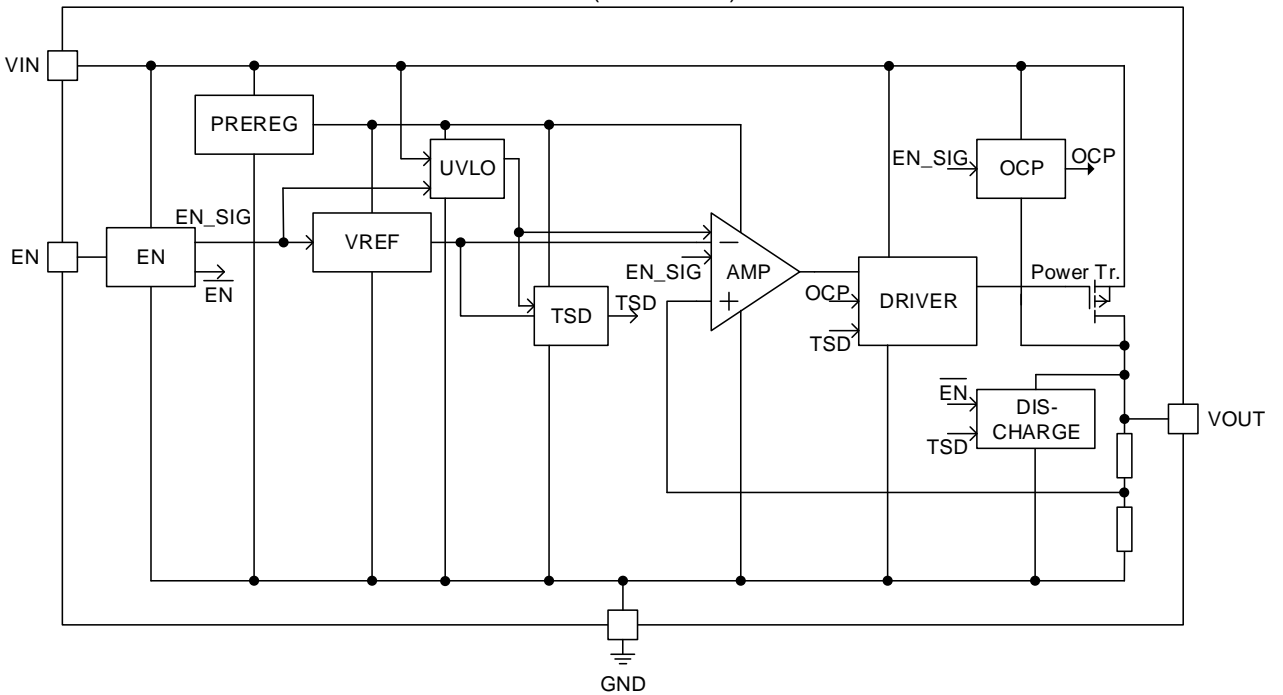 VIN
PREREG
UVLO
EN_SIG
OCP
OCP
EN_SIG
EN
EN
EN
VREF
EN_SIG
AMP
−
+
Power Tr.
TSD
TSD
OCP
TSD
DRIVER
EN
TSD
DIS-
CHARGE
VOUT
GND